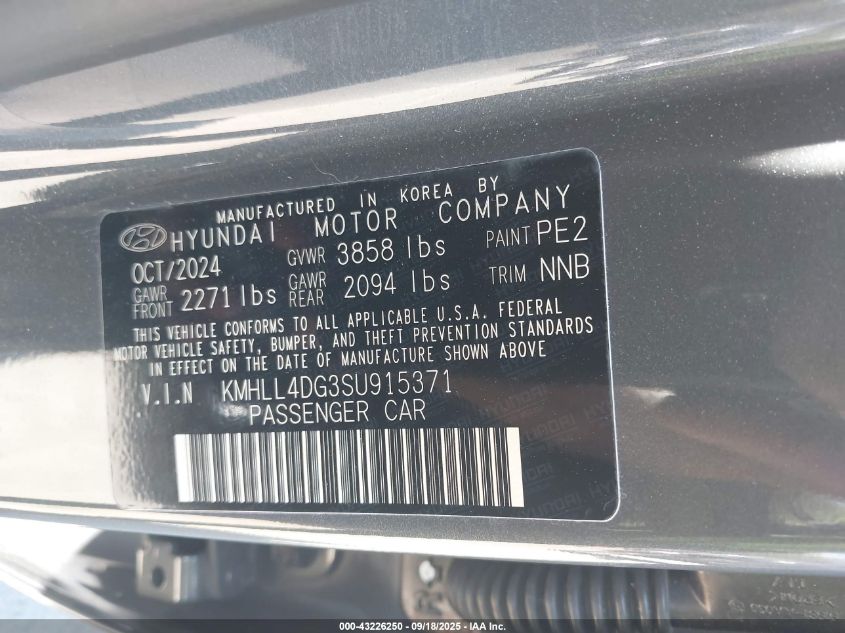 MANUFACTURED IN KOREA BY
HYUNDAI MOTOR COMPANY
OCT/2024 GVWR 3858 lbs PAINT PE2
GAWR FRONT 2271 lbs GAWR REAR 2094 lbs TRIM NNB
THIS VEHICLE CONFORMS TO ALL APPLICABLE U.S.A. FEDERAL
MOTOR VEHICLE SAFETY, BUMPER, AND THEFT PREVENTION STANDARDS
IN EFFECT ON THE DATE OF MANUFACTURE SHOWN ABOVE
V.I.N KMHLL4DG3SU915371
PASSENGER CAR
000-43226250 - 09/18/2025 - IAA Inc.